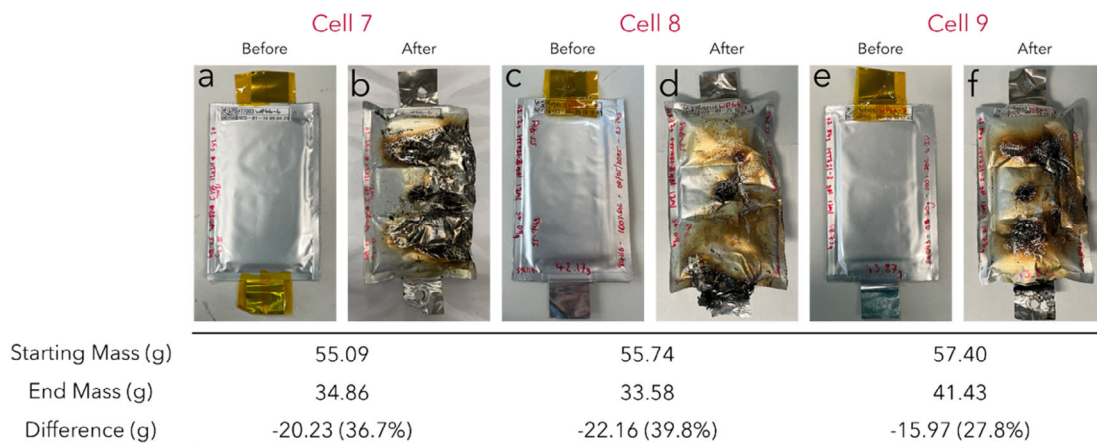 Cell 7 Cell 8 Cell 9
Before After Before After Before After
a b c d e f
42.17g
Starting Mass (g) 55.09 55.74 57.40
End Mass (g) 34.86 33.58 41.43
Difference (g) -20.23 (36.7%) -22.16 (39.8%) -15.97 (27.8%)